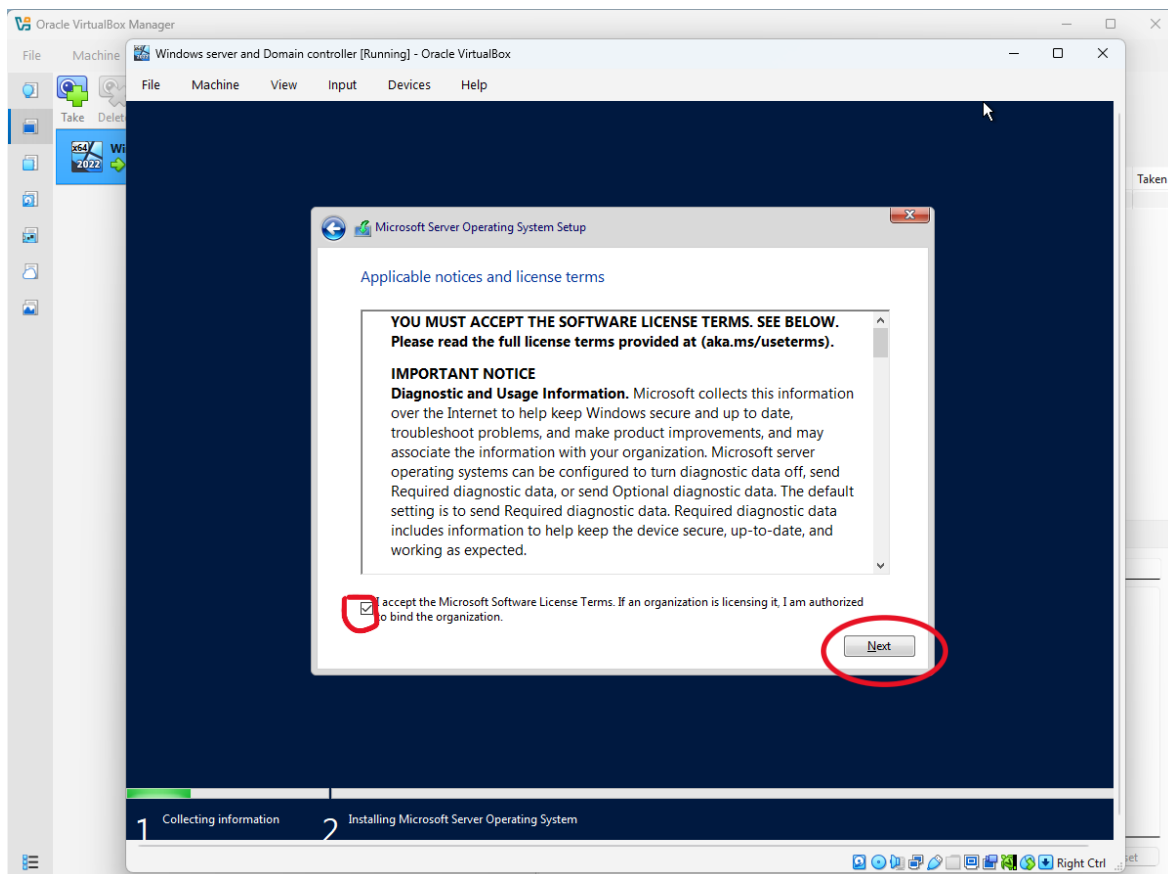 Oracle VirtualBox Manager
File Machine
Windows server and Domain controller [Running] - Oracle VirtualBox
File Machine View Input Devices Help
Take Delet
x64 Wi
2022
Taken
Microsoft Server Operating System Setup
Applicable notices and license terms
YOU MUST ACCEPT THE SOFTWARE LICENSE TERMS. SEE BELOW.
Please read the full license terms provided at (aka.ms/useterms).
IMPORTANT NOTICE
Diagnostic and Usage Information. Microsoft collects this information
over the Internet to help keep Windows secure and up to date,
troubleshoot problems, and make product improvements, and may
associate the information with your organization. Microsoft server
operating systems can be configured to turn diagnostic data off, send
Required diagnostic data, or send Optional diagnostic data. The default
setting is to send Required diagnostic data. Required diagnostic data
includes information to help keep the device secure, up-to-date, and
working as expected.
I accept the Microsoft Software License Terms. If an organization is licensing it, I am authorized
to bind the organization.
Next
1 Collecting information 2 Installing Microsoft Server Operating System
Right Ctrl
et